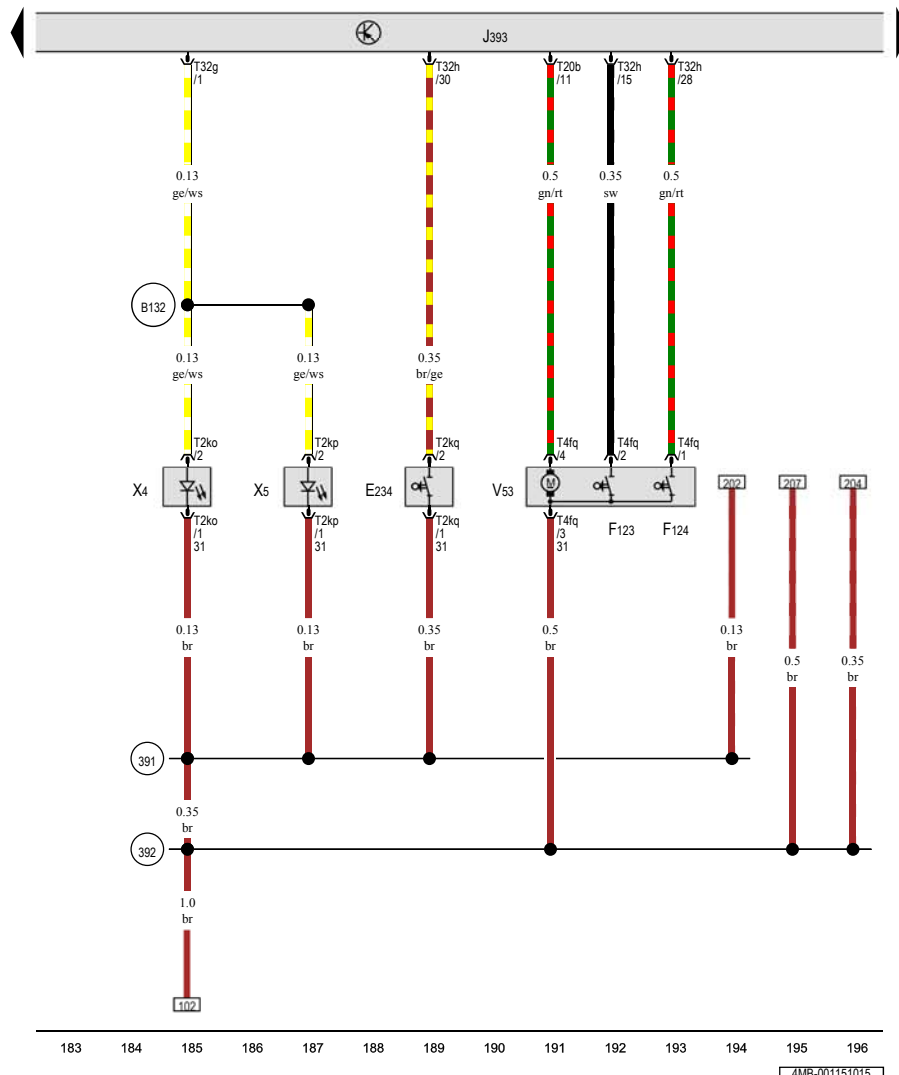 J393
T32g
/1
T32h
/30
T20b
/11
T32h
/15
T32h
/28
0.13
ge/ws
0.5
gn/rt
0.35
sw
0.5
gn/rt
B132
0.13
ge/ws
0.13
ge/ws
0.35
br/ge
T2ko
/2
T2kp
/2
T2kq
/2
T4fq
/4
T4fq
/2
T4fq
/1
X4
X5
E234
V53
M
202
207
204
T2ko
/1
31
T2kp
/1
31
T2kq
/1
31
T4fq
/3
31
F123
F124
0.13
br
0.13
br
0.35
br
0.5
br
0.13
br
0.5
br
0.35
br
391
0.35
br
392
1.0
br
102
183 184 185 186 187 188 189 190 191 192 193 194 195 196
4MB-001151015